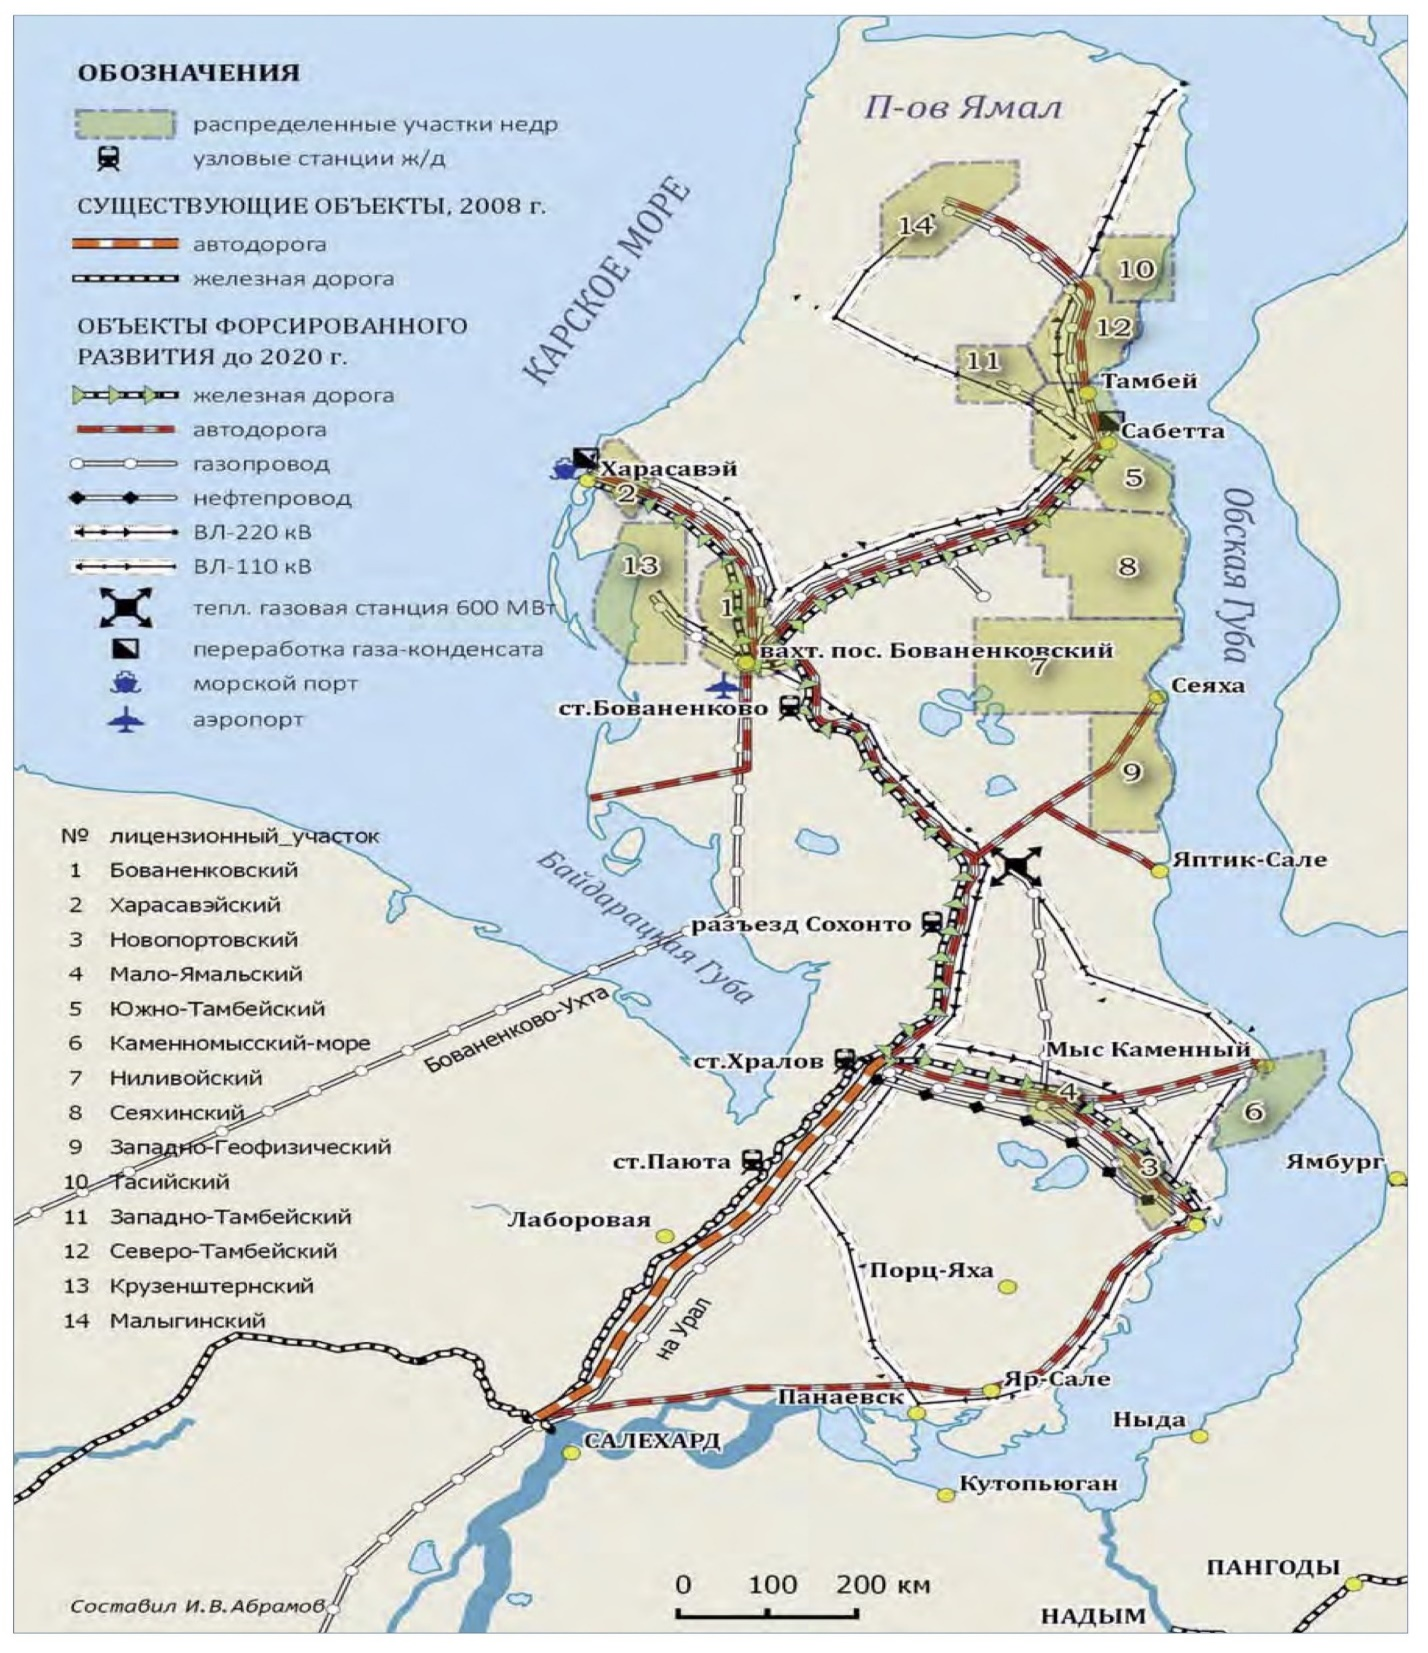 ОБОЗНАЧЕНИЯ
распределенные участки недр
узловые станции ж/д
СУЩЕСТВУЮЩИЕ ОБЪЕКТЫ, 2008 г.
автодорога
железная дорога
ОБЪЕКТЫ ФОРСИРОВАННОГО
РАЗВИТИЯ до 2020 г.
железная дорога
автодорога
газопровод
нефтепровод
ВЛ-220 кВ
ВЛ-110 кВ
тепл. газовая станция 600 МВт
переработка газа-конденсата
морской порт
аэропорт
№ лицензионный_участок
1 Бованенковский
2 Харасавэйский
3 Новопортовский
4 Мало-Ямальский
5 Южно-Тамбейский
6 Каменномысский-море
7 Ниливойский
8 Сеяхинский
9 Западно-Геофизический
10 Тасийский
11 Западно-Тамбейский
12 Северо-Тамбейский
13 Крузенштернский
14 Малыгинский
П-ов Ямал
КАРСКОЕ МОРЕ
14
10
12
11
Тамбей
Сабетта
Харасавэй
2
5
Обская Губа
13
8
1
вахт. пос. Бованенковский
7
Сеяха
ст.Бованенково
9
Байдарацкая Губа
Яптик-Сале
разъезд Сохонто
Бованенково-Ухта
ст.Хралов
Мыс Каменный
4
6
ст.Паюта
3
Ямбург
Лаборовая
Порц-Яха
на Урал
Яр-Сале
Панаевск
Ныда
САЛЕХАРД
Кутопьюган
ПАНГОДЫ
0 100 200 км
НАДЫМ
Составил И.В.Абрамов